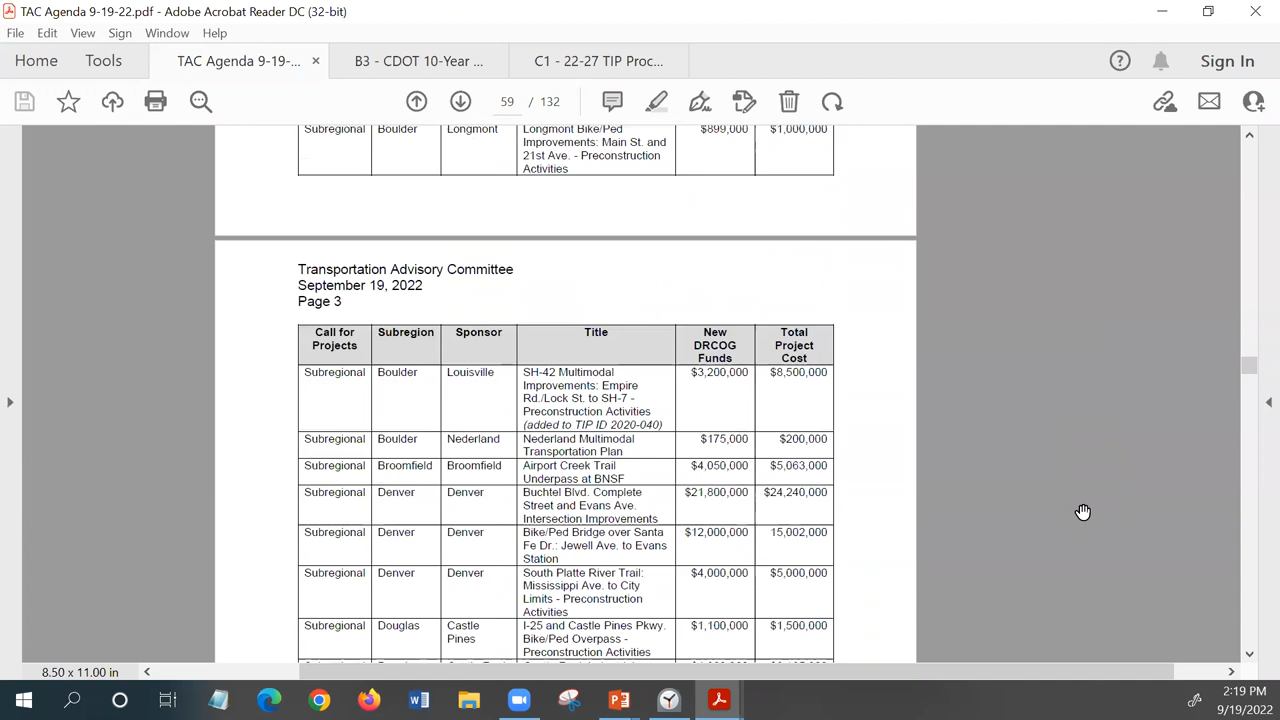 TAC Agenda 9-19-22.pdf - Adobe Acrobat Reader DC (32-bit)
File Edit View Sign Window Help
Home Tools TAC Agenda 9-19-... × B3 - CDOT 10-Year ... C1 - 22-27 TIP Proc... Sign In
59 / 132
Subregional Boulder Longmont Longmont Bike/Ped $899,000 $1,000,000
Improvements: Main St. and
21st Ave. - Preconstruction
Activities
Transportation Advisory Committee
September 19, 2022
Page 3
Call for Subregion Sponsor Title New Total
Projects DRCOG Project
Funds Cost
Subregional Boulder Louisville SH-42 Multimodal $3,200,000 $8,500,000
Improvements: Empire
Rd./Lock St. to SH-7 -
Preconstruction Activities
(added to TIP ID 2020-040)
Subregional Boulder Nederland Nederland Multimodal $175,000 $200,000
Transportation Plan
Subregional Broomfield Broomfield Airport Creek Trail $4,050,000 $5,063,000
Underpass at BNSF
Subregional Denver Denver Buchtel Blvd. Complete $21,800,000 $24,240,000
Street and Evans Ave.
Intersection Improvements
Subregional Denver Denver Bike/Ped Bridge over Santa $12,000,000 15,002,000
Fe Dr.: Jewell Ave. to Evans
Station
Subregional Denver Denver South Platte River Trail: $4,000,000 $5,000,000
Mississippi Ave. to City
Limits - Preconstruction
Activities
Subregional Douglas Castle I-25 and Castle Pines Pkwy. $1,100,000 $1,500,000
Pines Bike/Ped Overpass -
Preconstruction Activities
8.50 x 11.00 in
2:19 PM
9/19/2022